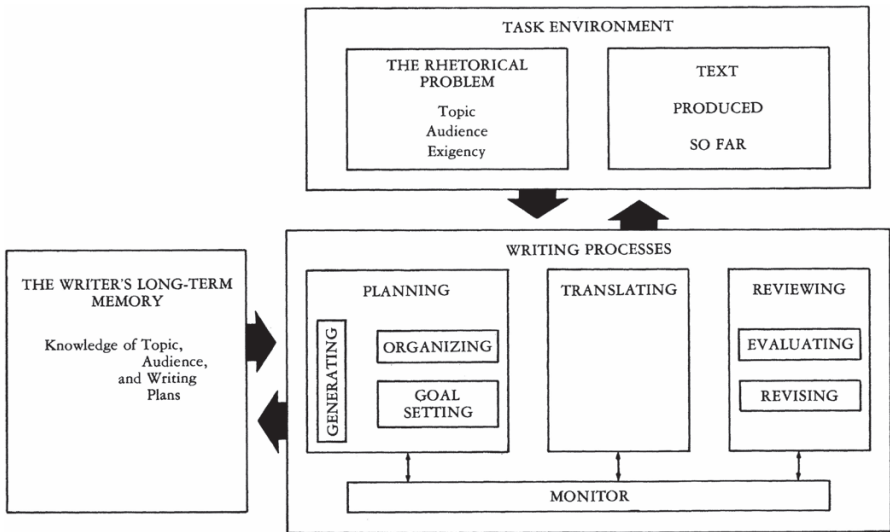 TASK ENVIRONMENT
THE RHETORICAL
PROBLEM
Topic
Audience
Exigency
TEXT
PRODUCED
SO FAR
THE WRITER'S LONG-TERM
MEMORY
Knowledge of Topic,
Audience,
and Writing
Plans
WRITING PROCESSES
PLANNING
GENERATING
ORGANIZING
GOAL
SETTING
TRANSLATING
REVIEWING
EVALUATING
REVISING
MONITOR